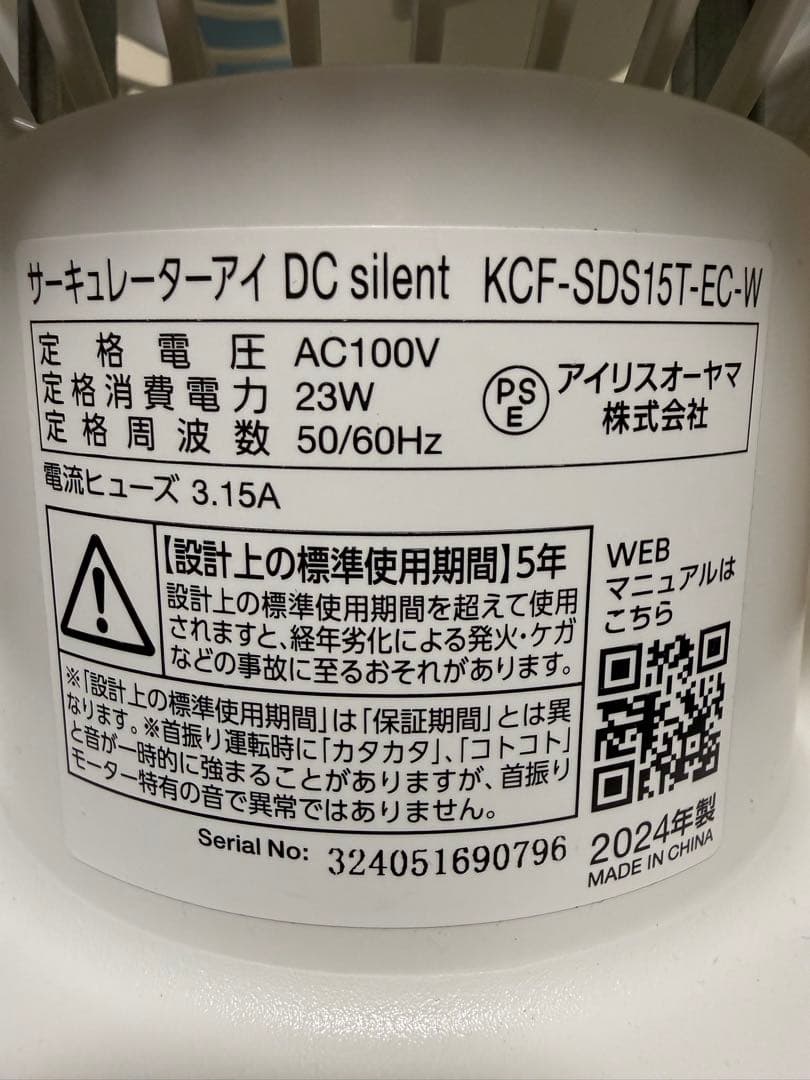 サーキュレーターアイ DC silent KCF-SDS15T-EC-W
定格電圧 AC100V
定格消費電力 23W
定格周波数 50/60Hz
PS
E
アイリスオーヤマ
株式会社
電流ヒューズ 3.15A
【設計上の標準使用期間】5年
設計上の標準使用期間を超えて使用
されますと、経年劣化による発火・ケガ
などの事故に至るおそれがあります。
※「設計上の標準使用期間」は「保証期間」とは異
なります。※首振り運転時に「カタカタ」、「コトコト」
と音が一時的に強まることがありますが、首振り
モーター特有の音で異常ではありません。
WEB
マニュアルは
こちら
Serial No: 324051690796
2024年製
MADE IN CHINA